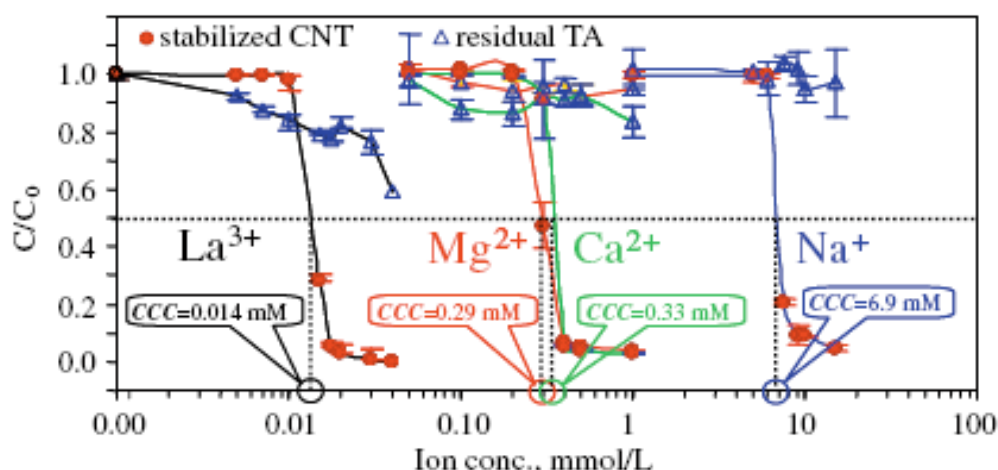 stabilized CNT residual TA
1.0
0.8
0.6
0.4
0.2
0.0
C/C0
La3+ Mg2+ Ca2+ Na+
CCC=0.014 mM CCC=0.29 mM CCC=0.33 mM CCC=6.9 mM
0.00 0.01 0.10 1 10 100
Ion conc., mmol/L